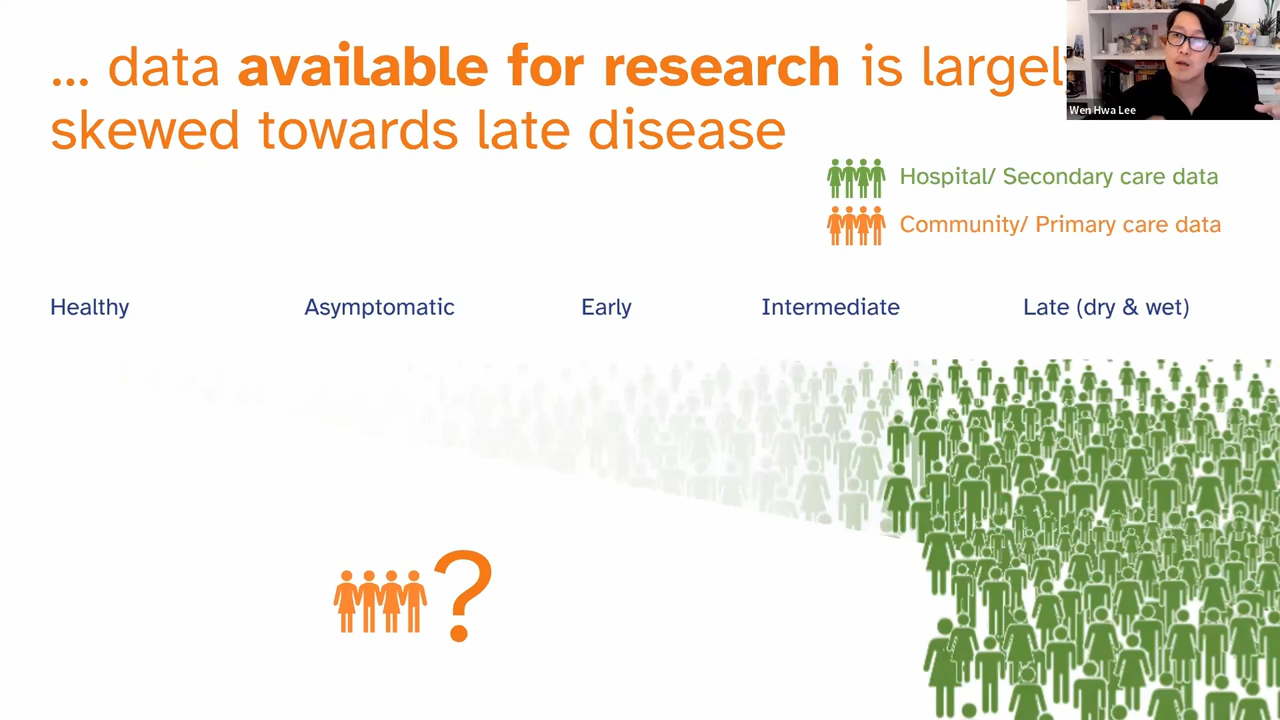 ... data available for research is largel
skewed towards late disease
Wen Hwa Lee
Hospital/ Secondary care data
Community/ Primary care data
Healthy
Asymptomatic
Early
Intermediate
Late (dry & wet)
?